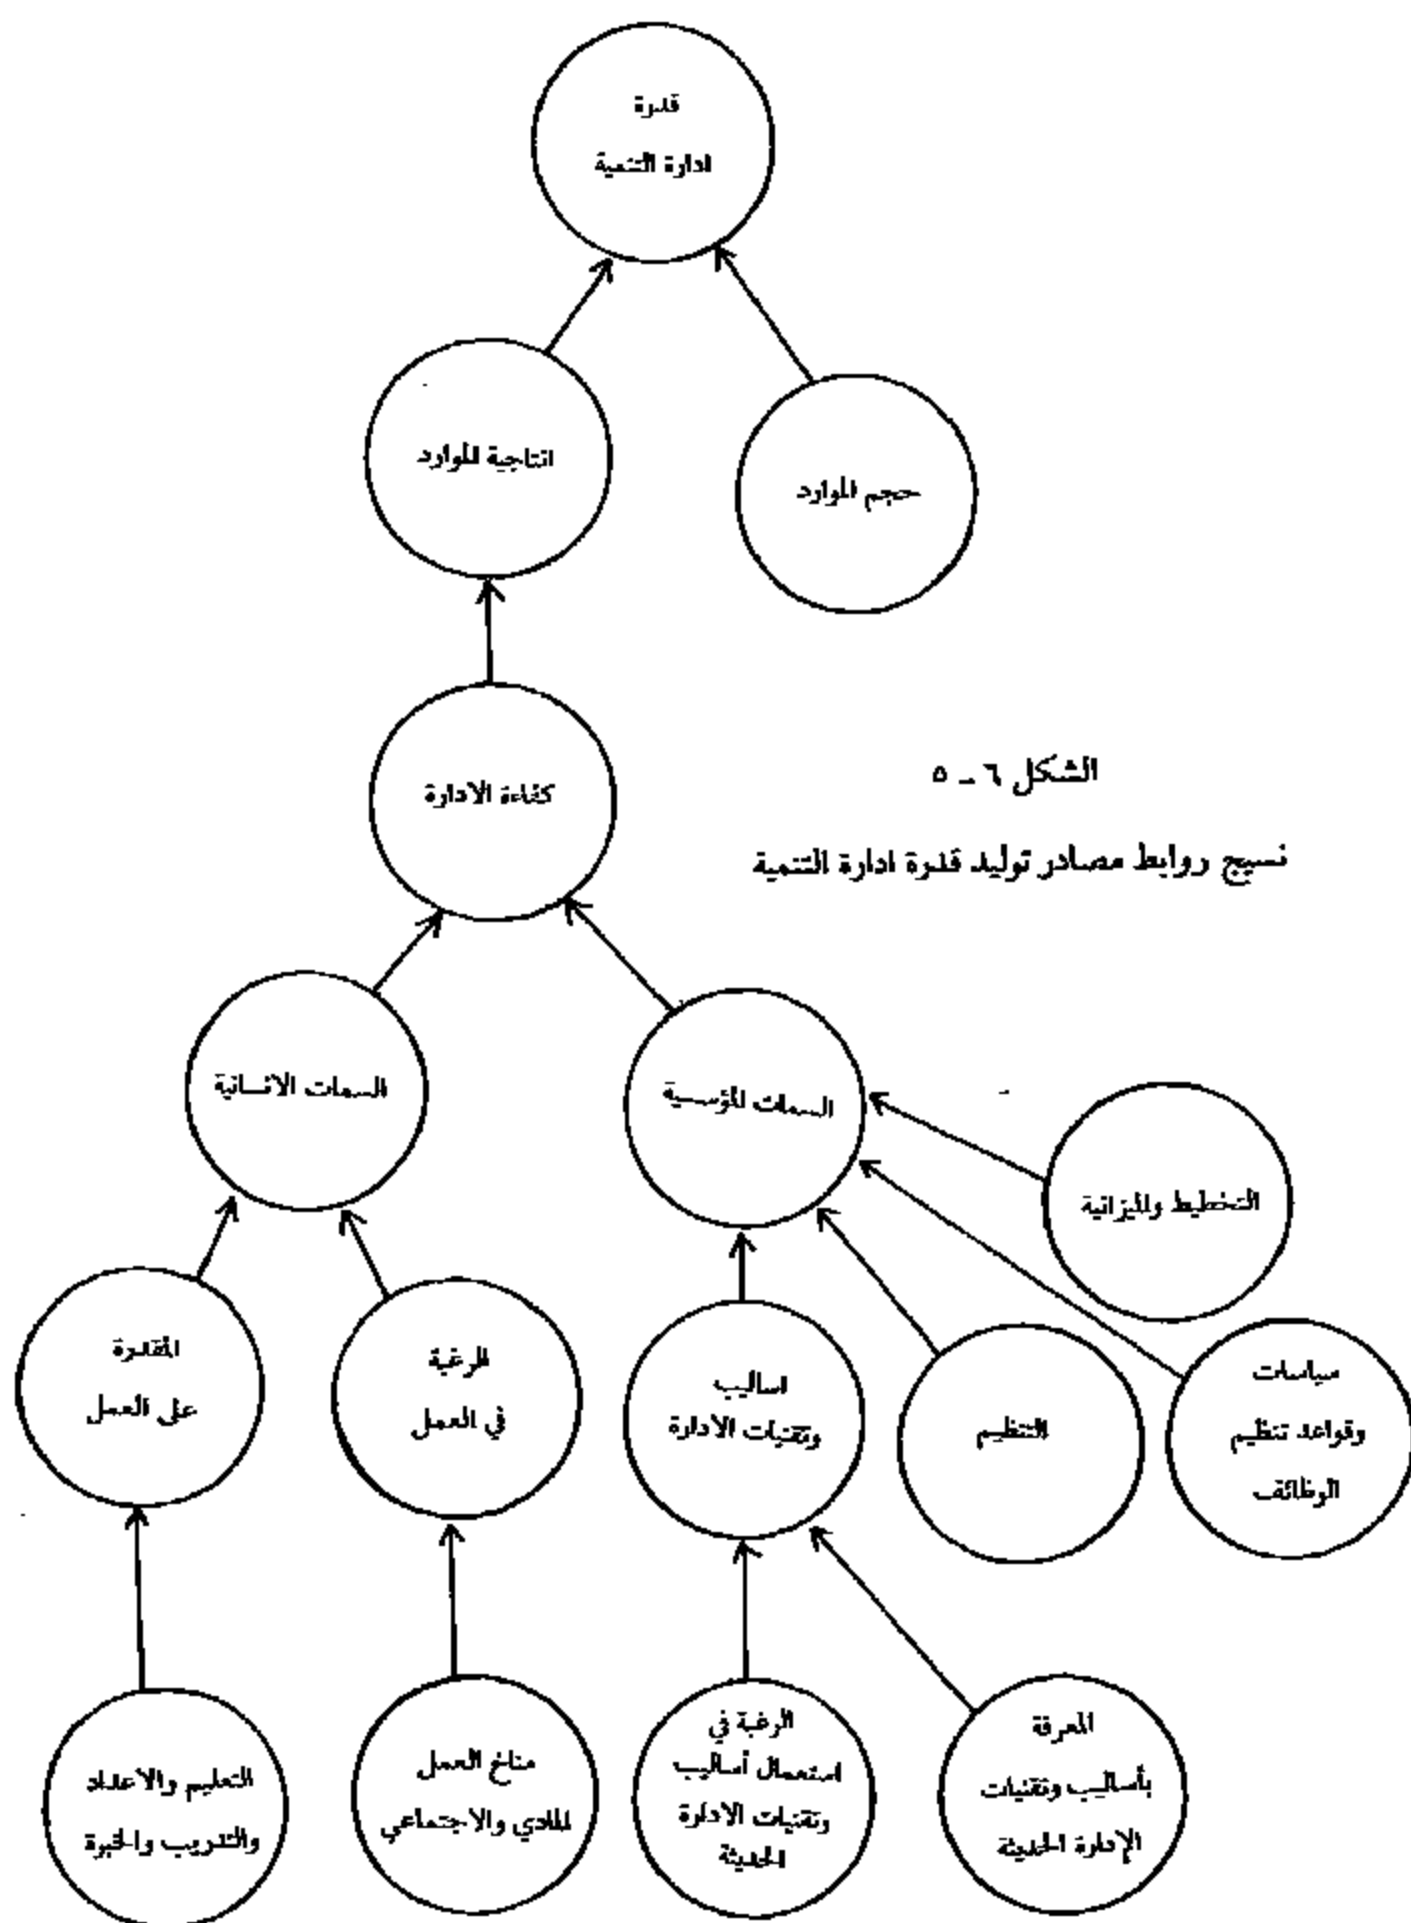 قدرة
ادارة التنمية
انتاجية الموارد
حجم الموارد
كفاءة الادارة
الشكل ٦ - ٥
نسيج روابط مصادر توليد قدرة ادارة التنمية
السمات الانسانية
السمات المؤسسية
التخطيط والميزانية
المقدرة
على العمل
الرغبة
في العمل
اساليب
وتقنيات الادارة
التنظيم
سياسات
وقواعد تنظيم
الوظائف
التعليم والاعداد
والتدريب والخبرة
مناخ العمل
المادي والاجتماعي
الرغبة في
استعمال أساليب
وتقنيات الادارة
الحديثة
المعرفة
بأساليب وتقنيات
الإدارة الحديثة